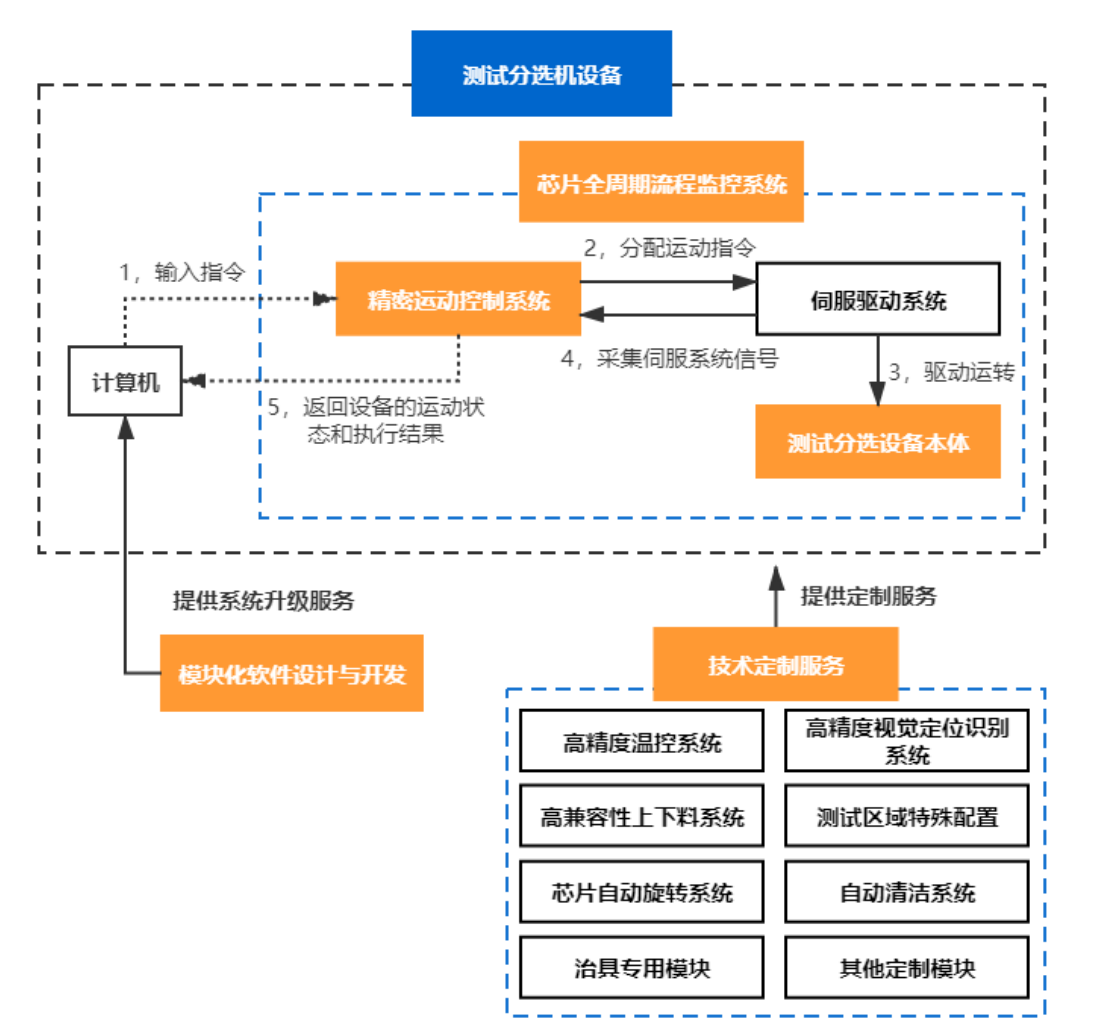 测试分选机设备
芯片全周期流程监控系统
1，输入指令
2，分配运动指令
精密运动控制系统
伺服驱动系统
4，采集伺服系统信号
3，驱动运转
计算机
5，返回设备的运动状
态和执行结果
测试分选设备本体
提供系统升级服务
提供定制服务
模块化软件设计与开发
技术定制服务
高精度温控系统
高精度视觉定位识别
系统
高兼容性上下料系统
测试区域特殊配置
芯片自动旋转系统
自动清洁系统
治具专用模块
其他定制模块